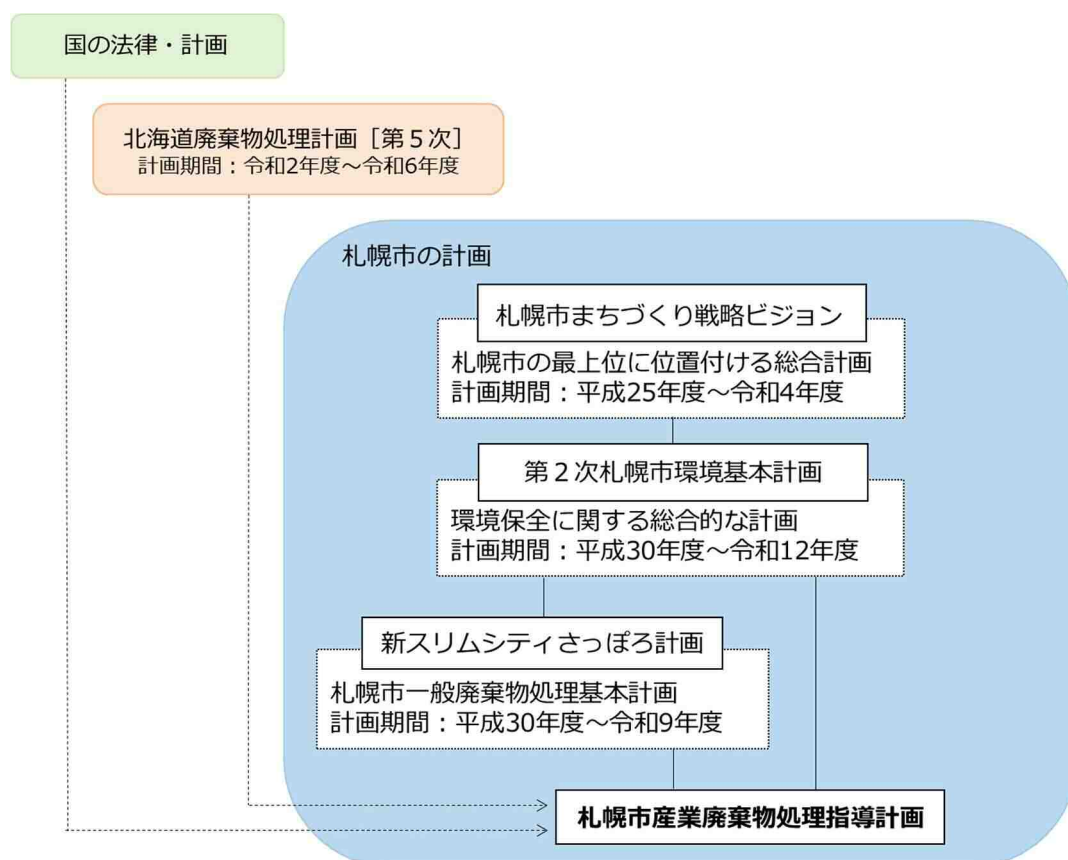 国の法律・計画
北海道廃棄物処理計画［第５次］
計画期間：令和2年度～令和6年度
札幌市の計画
札幌市まちづくり戦略ビジョン
札幌市の最上位に位置付ける総合計画
計画期間：平成25年度～令和4年度
第２次札幌市環境基本計画
環境保全に関する総合的な計画
計画期間：平成30年度～令和12年度
新スリムシティさっぽろ計画
札幌市一般廃棄物処理基本計画
計画期間：平成30年度～令和9年度
札幌市産業廃棄物処理指導計画